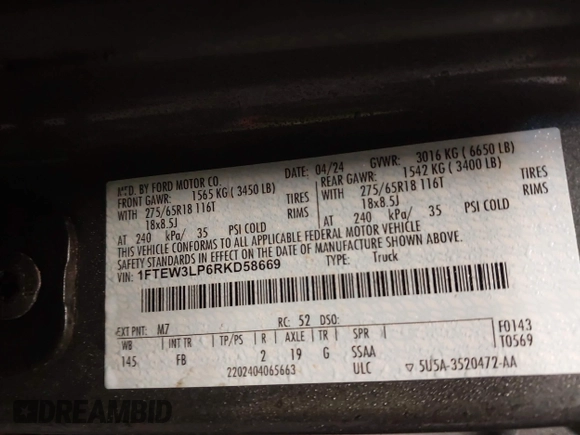 MFD. BY FORD MOTOR CO. DATE: 04/24 GVWR: 3016 KG ( 6650 LB)
FRONT GAWR: 1565 KG ( 3450 LB) REAR GAWR: 1542 KG ( 3400 LB)
WITH 275/65R18 116T TIRES WITH 275/65R18 116T TIRES
18x8.5J RIMS 18x8.5J RIMS
AT 240 kPa/ 35 PSI COLD AT 240 kPa/ 35 PSI COLD
THIS VEHICLE CONFORMS TO ALL APPLICABLE FEDERAL MOTOR VEHICLE
SAFETY STANDARDS IN EFFECT ON THE DATE OF MANUFACTURE SHOWN ABOVE.
VIN: 1FTEW3LP6RKD58669 TYPE: Truck
EXT PNT: M7 RC: 52 DSO: F0143
WB TP/PS R AXLE TR SPR T0569
145 FB 2 19 G SSAA
2202404065663 ULC ▽ 5U5A-3520472-AA
DREAMBID